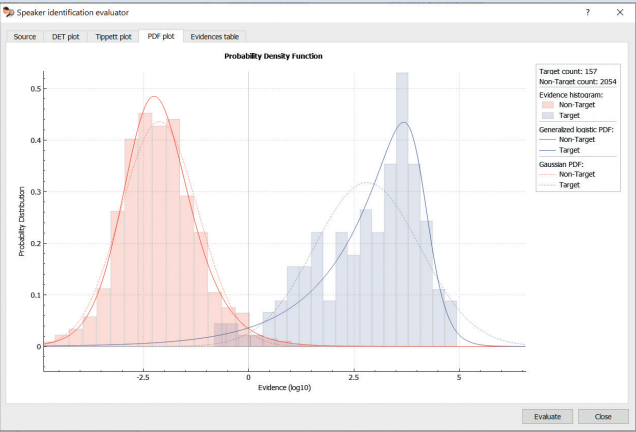 Speaker identification evaluator
? ×
Source DET plot Tippett plot PDF plot Evidences table
Probability Density Function
Target count: 157
Non-Target count: 2054
Evidence histogram:
Non-Target
Target
Generalized logistic PDF:
Non-Target
Target
Gaussian PDF:
Non-Target
Target
Probability Distribution
0.5
0.4
0.3
0.2
0.1
0
-2.5 0 2.5 5
Evidence (log10)
Evaluate Close